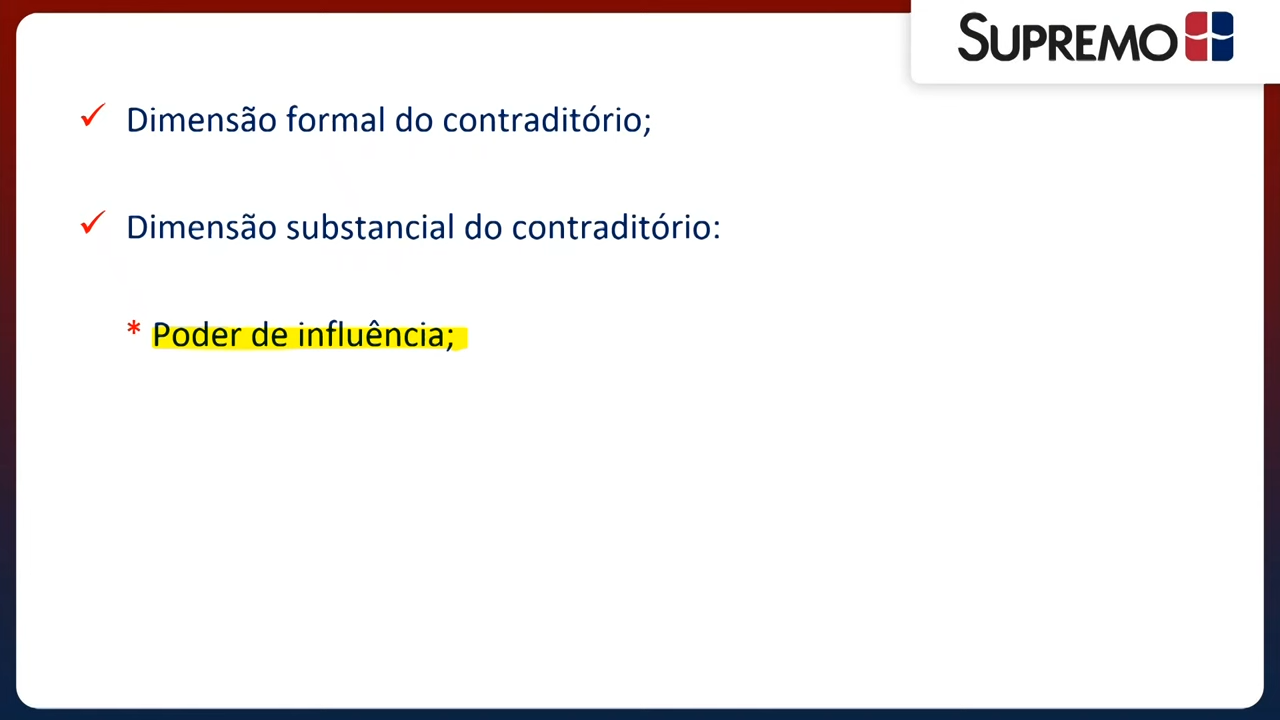 SUPREMO
✓ Dimensão formal do contraditório;
✓ Dimensão substancial do contraditório:
* Poder de influência;